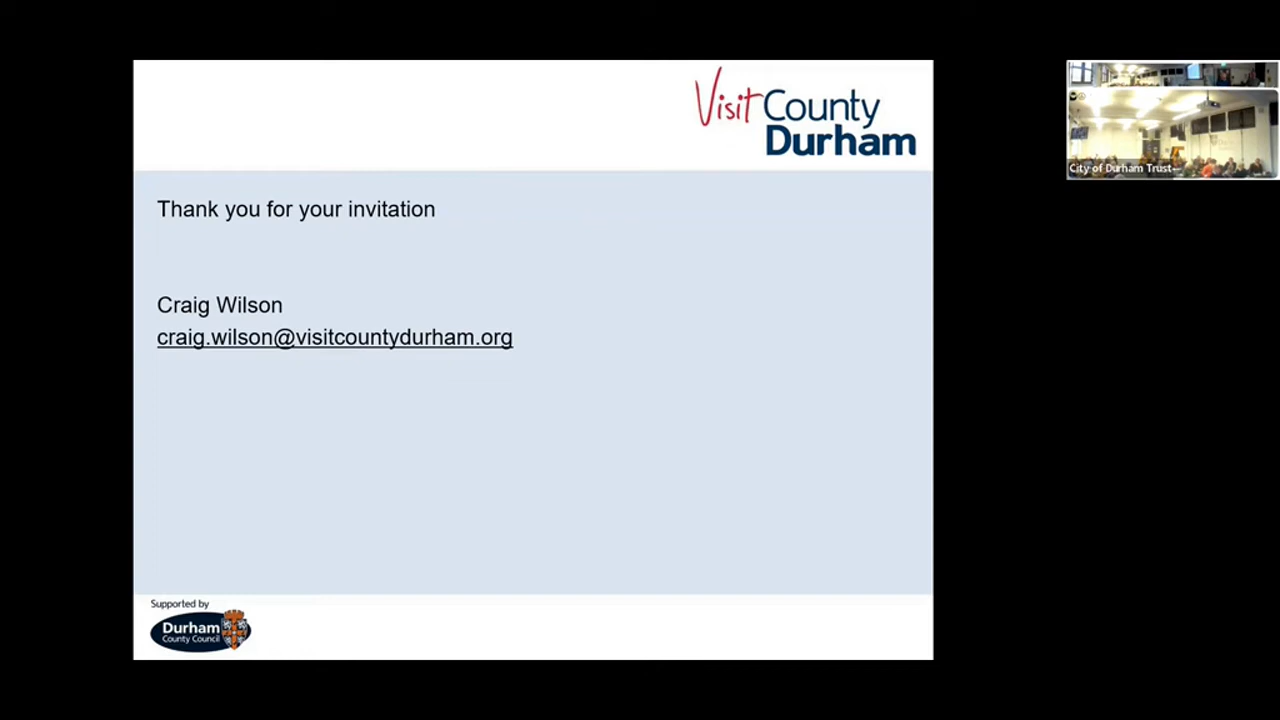 Visit County
Durham
Thank you for your invitation
Craig Wilson
craig.wilson@visitcountydurham.org
Supported by
Durham
County Council
City of Durham Trust